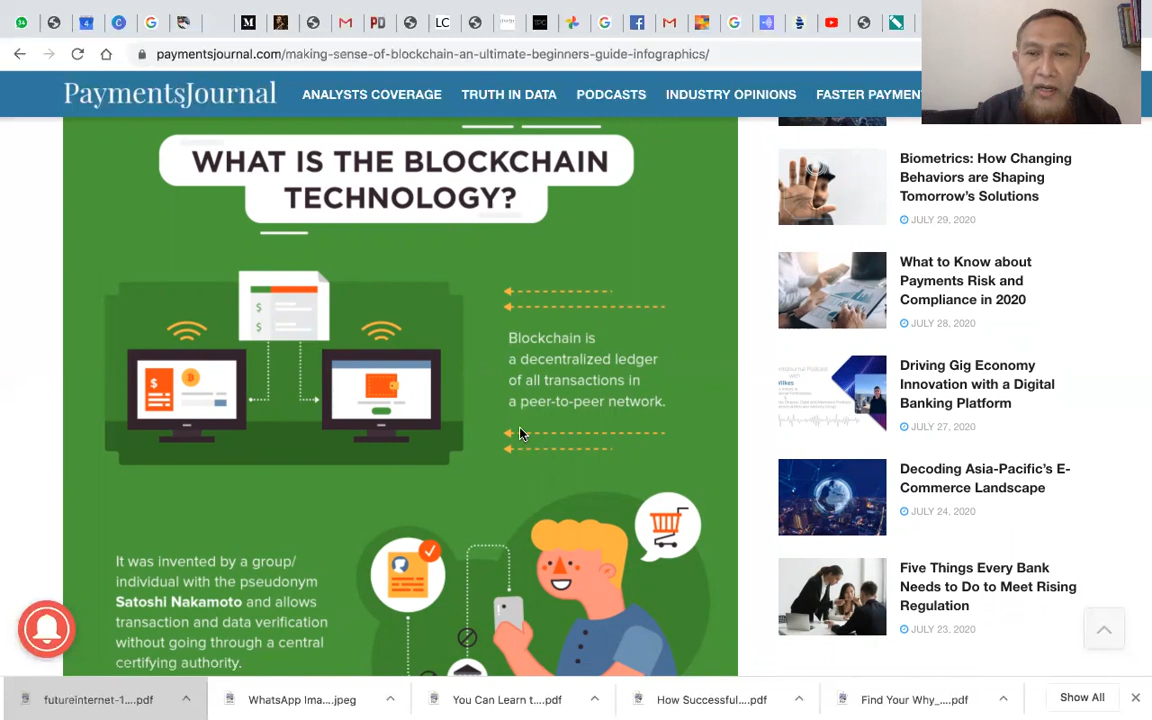 paymentsjournal.com/making-sense-of-blockchain-an-ultimate-beginners-guide-infographics/
PaymentsJournal
ANALYSTS COVERAGE
TRUTH IN DATA
PODCASTS
INDUSTRY OPINIONS
FASTER PAYMEN
WHAT IS THE BLOCKCHAIN
TECHNOLOGY?
Blockchain is
a decentralized ledger
of all transactions in
a peer-to-peer network.
It was invented by a group/
individual with the pseudonym
Satoshi Nakamoto and allows
transaction and data verification
without going through a central
certifying authority.
Biometrics: How Changing
Behaviors are Shaping
Tomorrow's Solutions
JULY 29, 2020
What to Know about
Payments Risk and
Compliance in 2020
JULY 28, 2020
Driving Gig Economy
Innovation with a Digital
Banking Platform
JULY 27, 2020
Decoding Asia-Pacific's E-
Commerce Landscape
JULY 24, 2020
Five Things Every Bank
Needs to Do to Meet Rising
Regulation
JULY 23, 2020
futureinternet-1....pdf
WhatsApp Ima....jpeg
You Can Learn t....pdf
How Successful....pdf
Find Your Why_....pdf
Show All